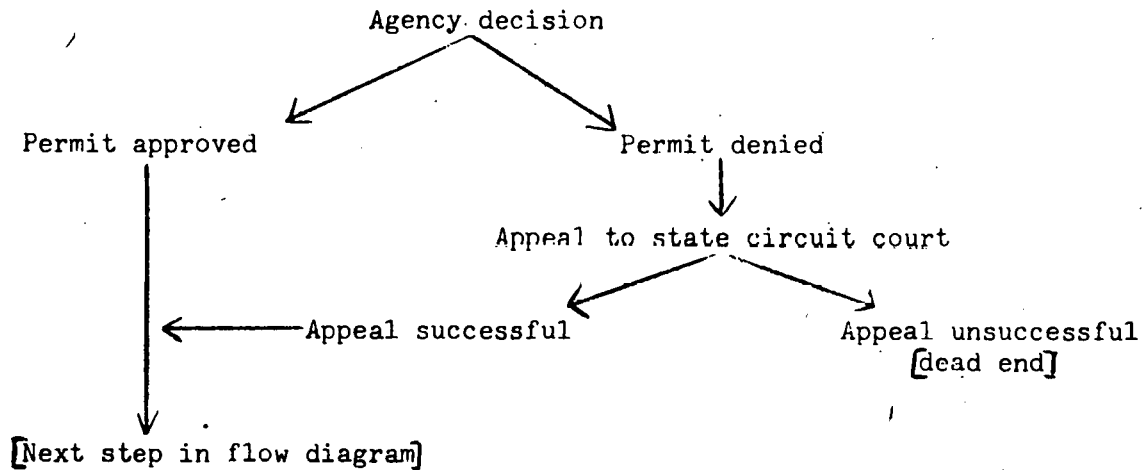 Agency decision
Permit approved
Permit denied
Appeal to state circuit court
Appeal successful
Appeal unsuccessful
[dead end]
[Next step in flow diagram]